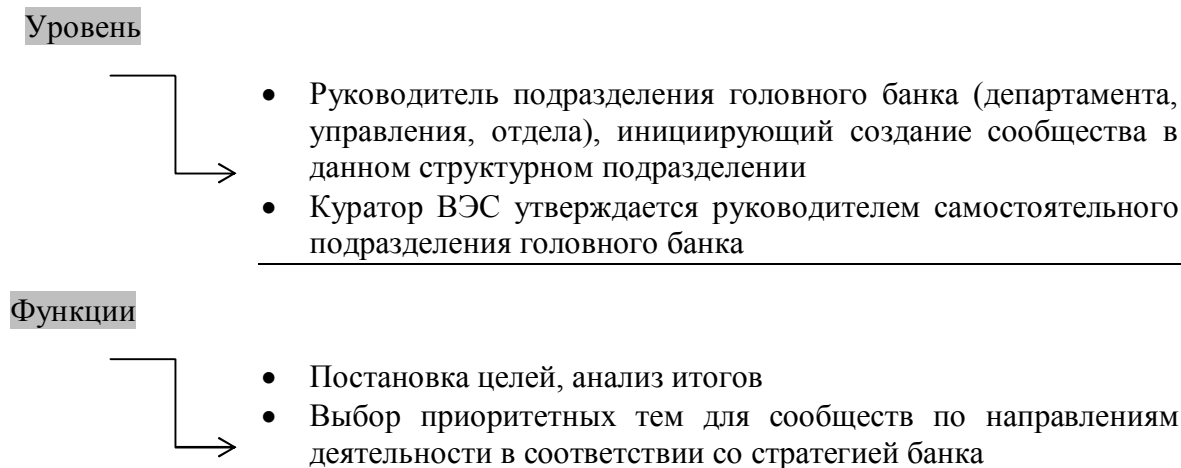 Уровень
• Руководитель подразделения головного банка (департамента,
управления, отдела), инициирующий создание сообщества в
данном структурном подразделении
• Куратор ВЭС утверждается руководителем самостоятельного
подразделения головного банка
Функции
• Постановка целей, анализ итогов
• Выбор приоритетных тем для сообществ по направлениям
деятельности в соответствии со стратегией банка